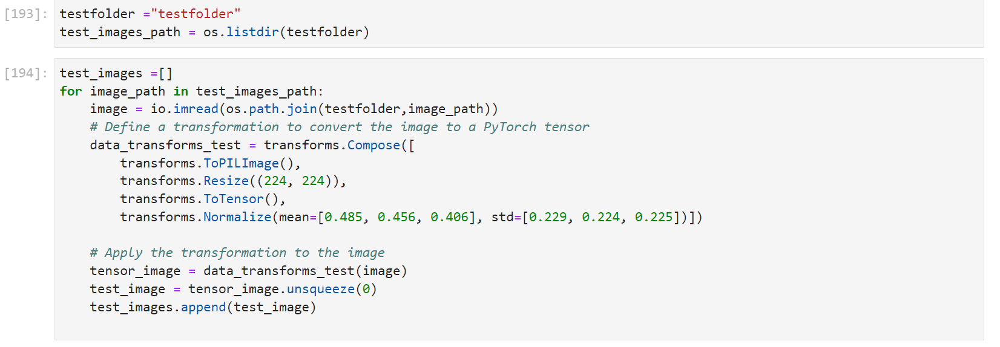 [193]: testfolder ="testfolder"
test_images_path = os.listdir(testfolder)
[194]: test_images =[]
for image_path in test_images_path:
    image = io.imread(os.path.join(testfolder,image_path))
    # Define a transformation to convert the image to a PyTorch tensor
    data_transforms_test = transforms.Compose([
        transforms.ToPILImage(),
        transforms.Resize((224, 224)),
        transforms.ToTensor(),
        transforms.Normalize(mean=[0.485, 0.456, 0.406], std=[0.229, 0.224, 0.225])])
    # Apply the transformation to the image
    tensor_image = data_transforms_test(image)
    test_image = tensor_image.unsqueeze(0)
    test_images.append(test_image)